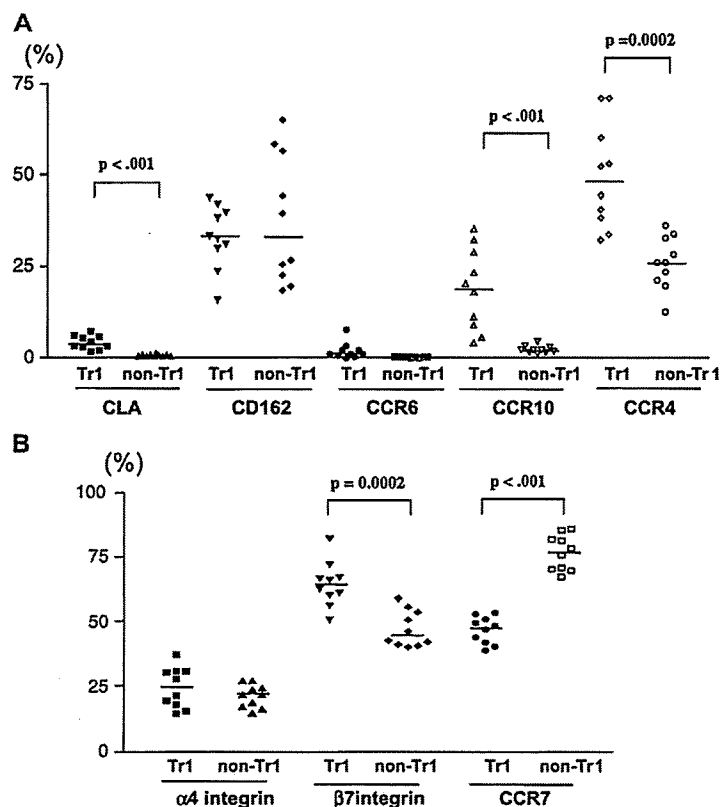 A
(%)
p =0.0002
75
p < .001
p < .001
50
25
0
Tr1 non-Tr1 Tr1 non-Tr1 Tr1 non-Tr1 Tr1 non-Tr1 Tr1 non-Tr1
CLA CD162 CCR6 CCR10 CCR4
B
(%)
100
p = 0.0002
p < .001
75
50
25
0
Tr1 non-Tr1 Tr1 non-Tr1 Tr1 non-Tr1
α4 integrin β7integrin CCR7